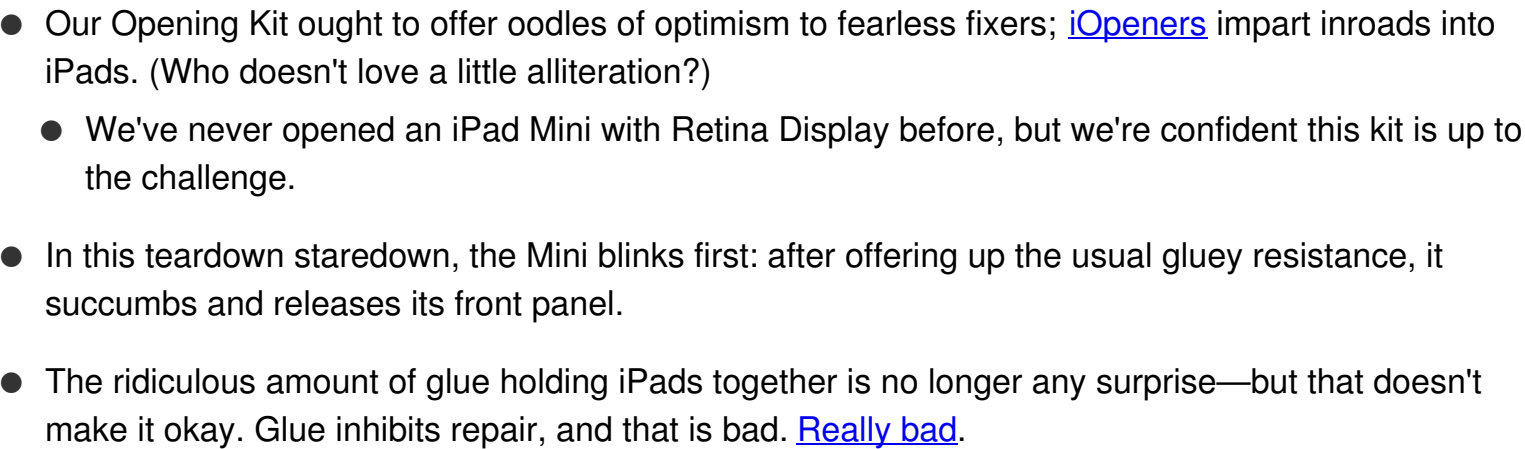 ● Our Opening Kit ought to offer oodles of optimism to fearless fixers; iOpeners impart inroads into
iPads. (Who doesn't love a little alliteration?)
● We've never opened an iPad Mini with Retina Display before, but we're confident this kit is up to
the challenge.
● In this teardown staredown, the Mini blinks first: after offering up the usual gluey resistance, it
succumbs and releases its front panel.
● The ridiculous amount of glue holding iPads together is no longer any surprise—but that doesn't
make it okay. Glue inhibits repair, and that is bad. Really bad.